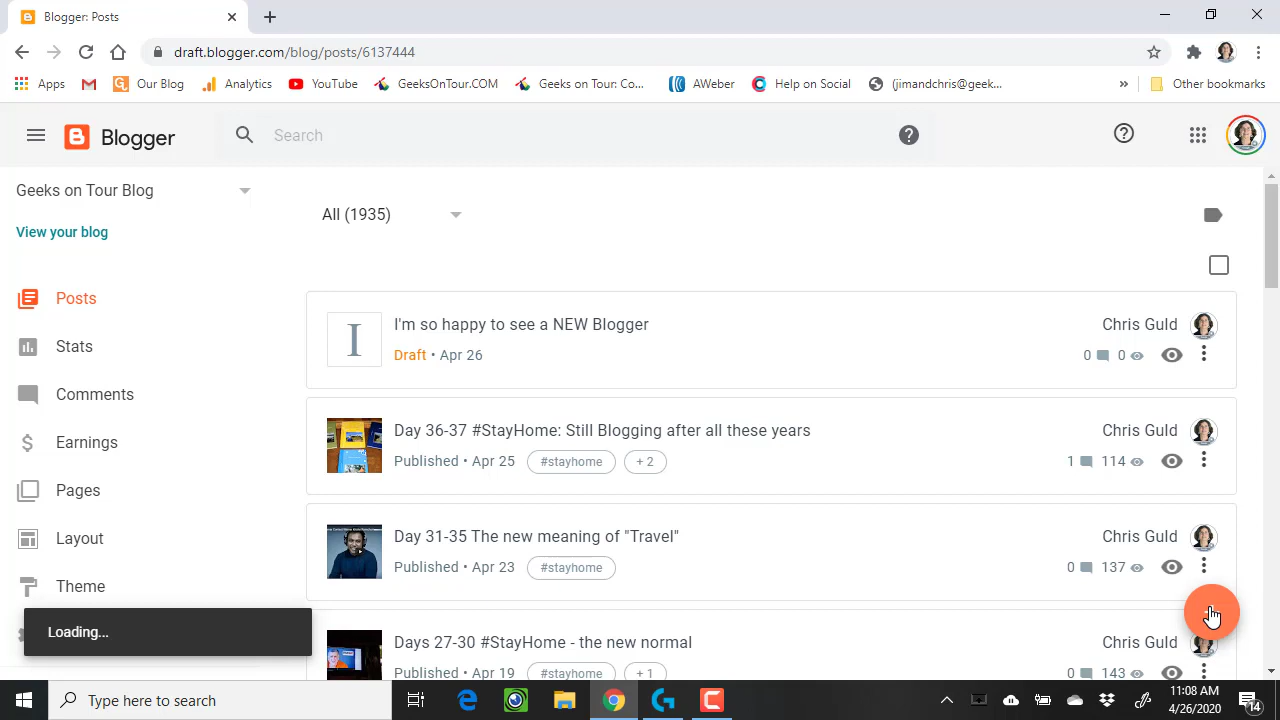 Blogger: Posts
draft.blogger.com/blog/posts/6137444
Apps
Our Blog
Analytics
YouTube
GeeksOnTour.COM
Geeks on Tour: Co...
AWeber
Help on Social
(jimandchris@geek...
»
Other bookmarks
Blogger
Search
Geeks on Tour Blog
View your blog
Posts
Stats
Comments
Earnings
Pages
Layout
Theme
Loading...
All (1935)
I
I'm so happy to see a NEW Blogger
Chris Guld
Draft • Apr 26
0 0
Day 36-37 #StayHome: Still Blogging after all these years
Chris Guld
Published • Apr 25 #stayhome + 2
1 114
Day 31-35 The new meaning of "Travel"
Chris Guld
Published • Apr 23 #stayhome
0 137
Days 27-30 #StayHome - the new normal
Chris Guld
Published • Apr 19 #stayhome + 1
0 143
Type here to search
11:08 AM
4/26/2020
14